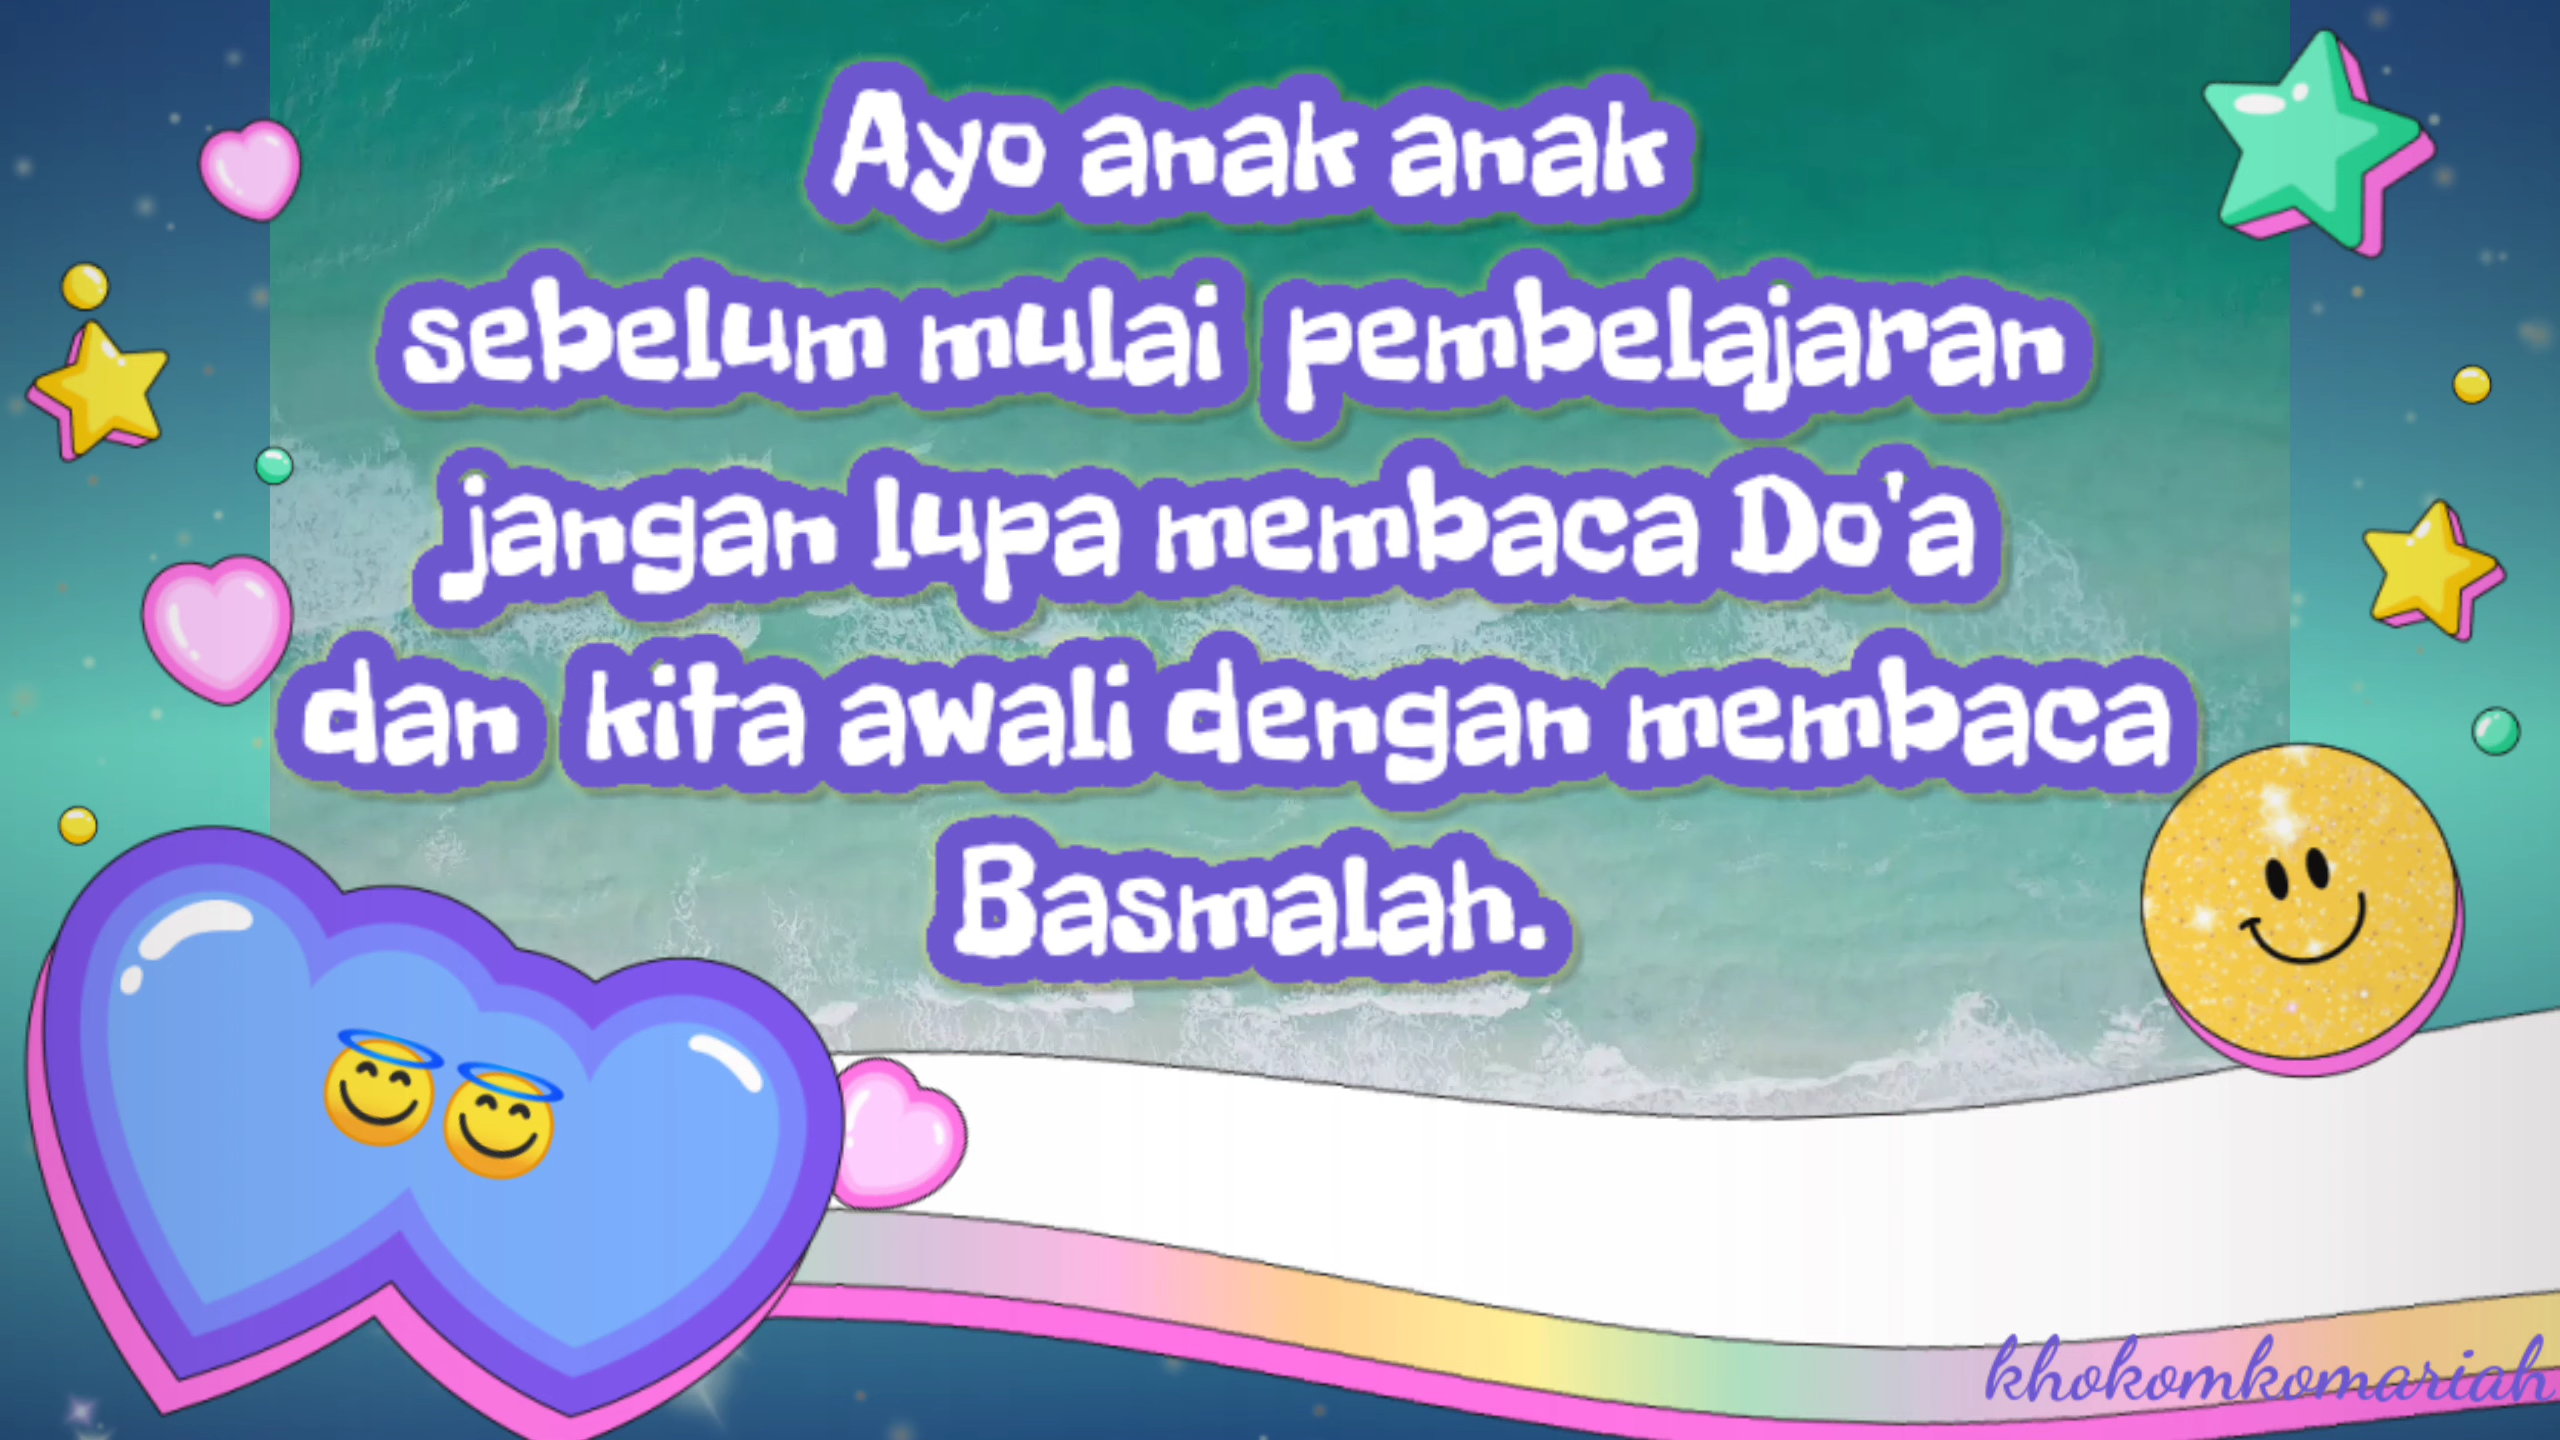 Ayo anak anak
sebelum mulai pembelajaran
jangan lupa membaca Do'a
dan kita awali dengan membaca
Basmalah.
khokomkomariah